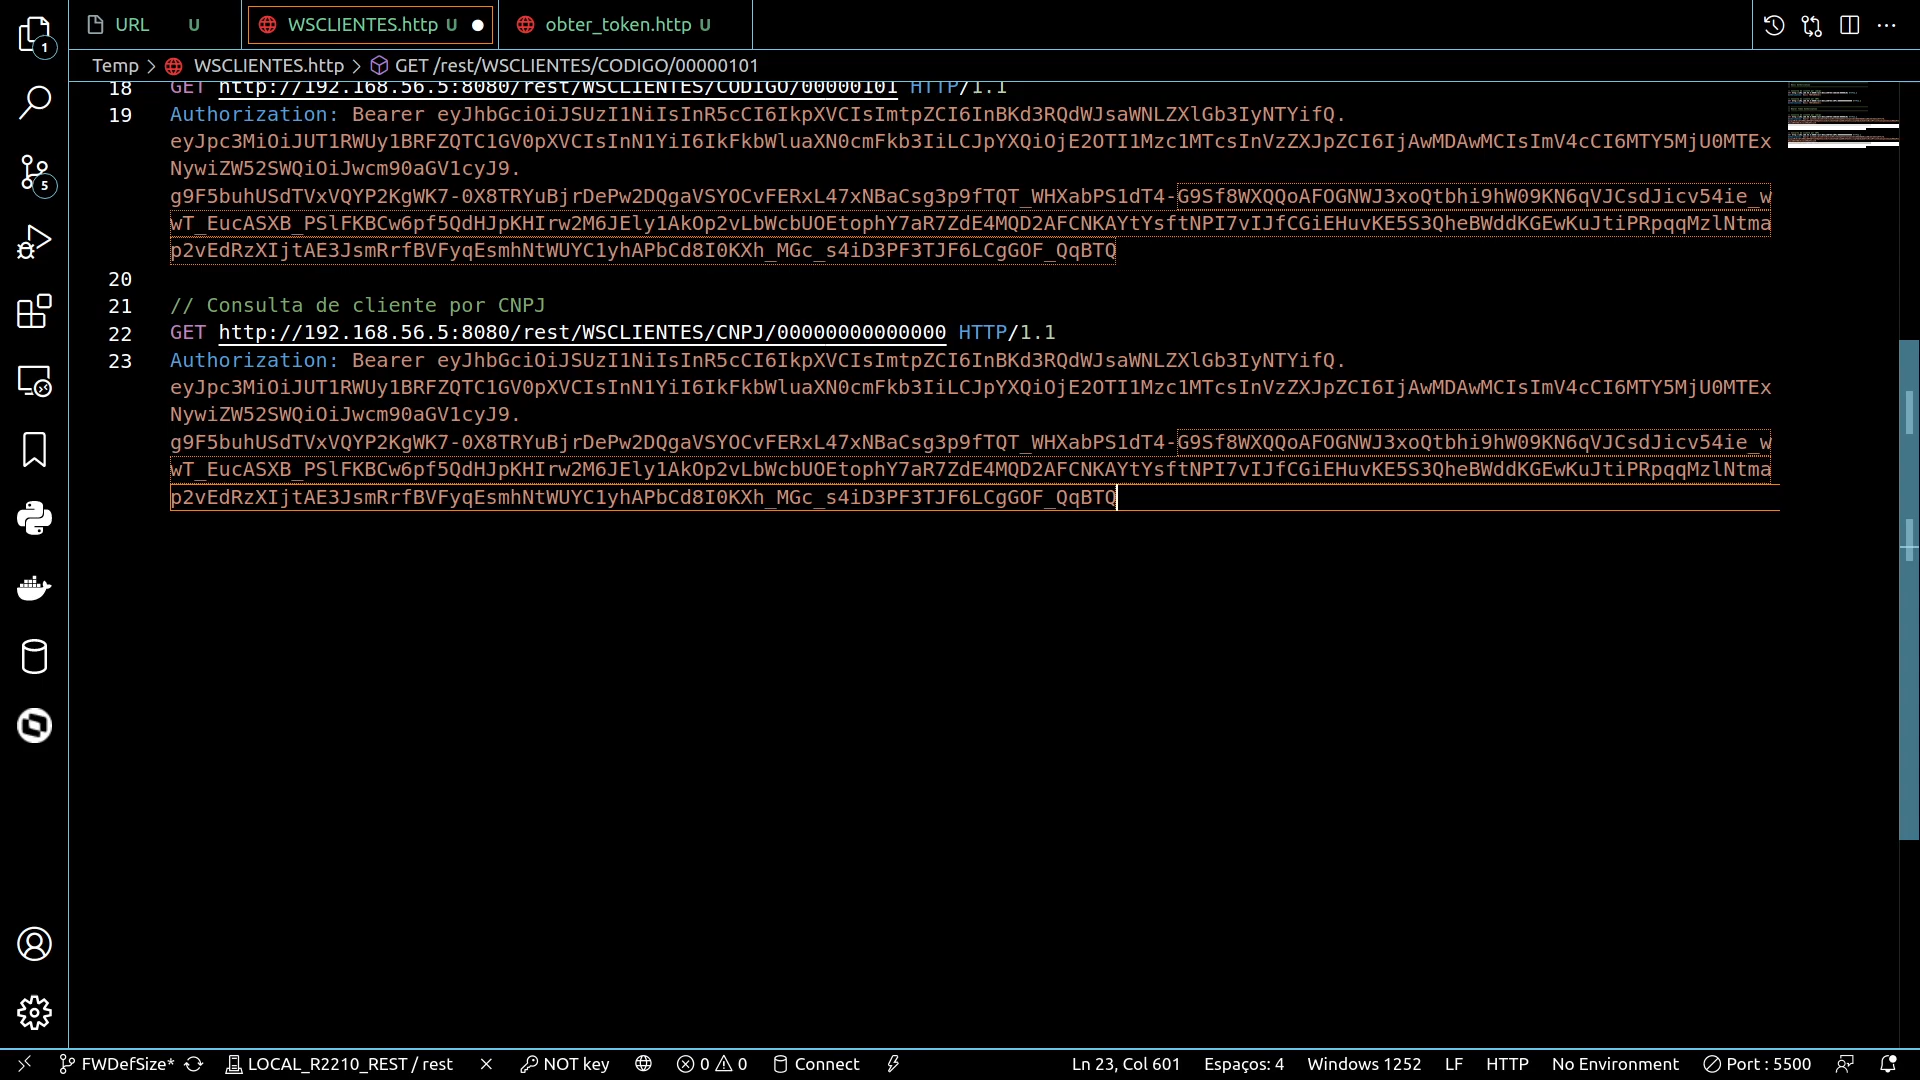 URL U WSCLIENTES.http U obter_token.http U
1
Temp WSCLIENTES.http GET /rest/WSCLIENTES/CODIGO/00000101
18 GET http://192.168.56.5:8080/rest/WSCLIENTES/CODIGO/00000101 HTTP/1.1
19 Authorization: Bearer eyJhbGciOiJSUzI1NiIsInR5cCI6IkpXVCIsImtpZCI6InBKd3RQdWJsaWNLZXlGb3IyNTYifQ.
eyJpc3MiOiJUT1RWUy1BRFZQTC1GV0pXVCIsInN1YiI6IkFkbWluaXN0cmFkb3IiLCJpYXQiOjE2OTI1Mzc1MTcsInVzZXJpZCI6IjAwMDAwMCIsImV4cCI6MTY5MjU0MTEx
NywiZW52SWQiOiJwcm90aGV1cyJ9.
g9F5buhUSdTVxVQYP2KgWK7-0X8TRYuBjrDePw2DQgaVSYOCvFERxL47xNBaCsg3p9fTQT_WHXabPS1dT4-G9Sf8WXQQoAFOGNWJ3xoQtbhi9hW09KN6qVJCsdJicv54ie_w
wT_EucASXB_PSlFKBCw6pf5QdHJpKHIrw2M6JEly1AkOp2vLbWcbUOEtophY7aR7ZdE4MQD2AFCNKAYtYsftNPI7vIJfCGiEHuvKE5S3QheBWddKGEwKuJtiPRpqqMzlNtma
p2vEdRzXIjtAE3JsmRrfBVFyqEsmhNtWUYC1yhAPbCd8I0KXh_MGc_s4iD3PF3TJF6LCgGOF_QqBTQ
5
20
21 // Consulta de cliente por CNPJ
22 GET http://192.168.56.5:8080/rest/WSCLIENTES/CNPJ/00000000000000 HTTP/1.1
23 Authorization: Bearer eyJhbGciOiJSUzI1NiIsInR5cCI6IkpXVCIsImtpZCI6InBKd3RQdWJsaWNLZXlGb3IyNTYifQ.
eyJpc3MiOiJUT1RWUy1BRFZQTC1GV0pXVCIsInN1YiI6IkFkbWluaXN0cmFkb3IiLCJpYXQiOjE2OTI1Mzc1MTcsInVzZXJpZCI6IjAwMDAwMCIsImV4cCI6MTY5MjU0MTEx
NywiZW52SWQiOiJwcm90aGV1cyJ9.
g9F5buhUSdTVxVQYP2KgWK7-0X8TRYuBjrDePw2DQgaVSYOCvFERxL47xNBaCsg3p9fTQT_WHXabPS1dT4-G9Sf8WXQQoAFOGNWJ3xoQtbhi9hW09KN6qVJCsdJicv54ie_w
wT_EucASXB_PSlFKBCw6pf5QdHJpKHIrw2M6JEly1AkOp2vLbWcbUOEtophY7aR7ZdE4MQD2AFCNKAYtYsftNPI7vIJfCGiEHuvKE5S3QheBWddKGEwKuJtiPRpqqMzlNtma
p2vEdRzXIjtAE3JsmRrfBVFyqEsmhNtWUYC1yhAPbCd8I0KXh_MGc_s4iD3PF3TJF6LCgGOF_QqBTQ
FWDefSize* LOCAL_R2210_REST / rest NOT key 0 0 Connect Ln 23, Col 601 Espaços: 4 Windows 1252 LF HTTP No Environment Port : 5500